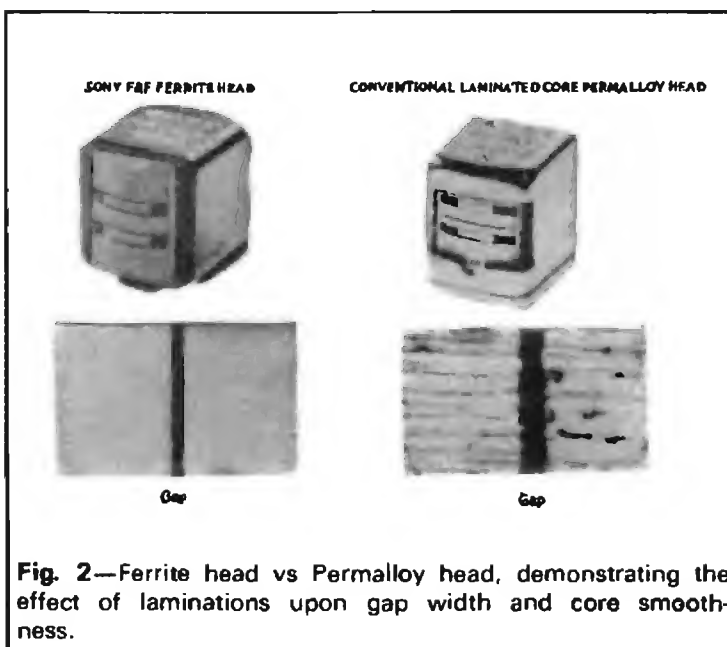 SONY F&F FERRITE HEAD
CONVENTIONAL LAMINATED CORE PERMALLOY HEAD
Gap
Gap
Fig. 2—Ferrite head vs Permalloy head, demonstrating the
effect of laminations upon gap width and core smooth-
ness.